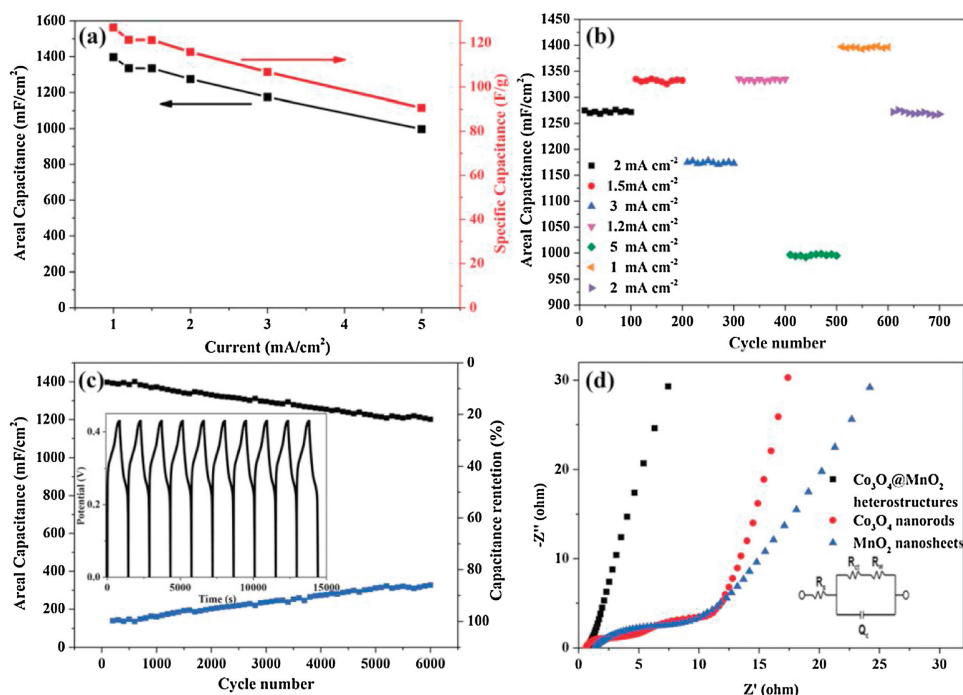 (a)
Areal Capacitance (mF/cm²)
1600
1400
1200
1000
800
600
400
200
0
1
2
3
4
5
Current (mA/cm²)
120
100
80
60
40
20
0
Specific Capacitance (F/g)
(b)
Areal Capacitance (mF/cm²)
1450
1400
1350
1300
1250
1200
1150
1100
1050
1000
950
900
2 mA cm⁻²
1.5mA cm⁻²
3 mA cm⁻²
1.2mA cm⁻²
5 mA cm⁻²
1 mA cm⁻²
2 mA cm⁻²
0 100 200 300 400 500 600 700
Cycle number
(c)
Areal Capacitance (mF/cm²)
1400
1200
1000
800
600
400
200
0
0 1000 2000 3000 4000 5000 6000
Cycle number
0
20
40
60
80
100
Capacitance rentetion (%)
Potential (V)
0.4
0.2
0.0
0 5000 10000 15000
Time (s)
(d)
-Z'' (ohm)
30
20
10
0
0 5 10 15 20 25 30
Z' (ohm)
Co₃O₄@MnO₂
heterostructures
Co₃O₄ nanorods
MnO₂ nanosheets